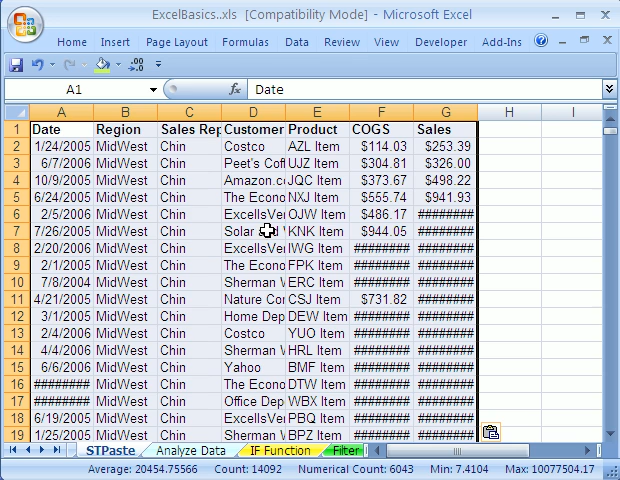 ExcelBasics..xls [Compatibility Mode] - Microsoft Excel
Home Insert Page Layout Formulas Data Review View Developer Add-Ins
A1 fx Date
A B C D E F G H I
1 Date Region Sales Rep Customer Product COGS Sales
2 1/24/2005 MidWest Chin Costco AZL Item $114.03 $253.39
3 6/7/2006 MidWest Chin Peet's Coff UJZ Item $304.81 $326.00
4 10/9/2005 MidWest Chin Amazon.co JQC Item $373.67 $498.22
5 6/24/2005 MidWest Chin The Econo NXJ Item $555.74 $941.93
6 2/5/2006 MidWest Chin ExcellsVer OJW Item $486.17 ########
7 7/26/2005 MidWest Chin Solar KNK Item $944.05 ########
8 2/20/2006 MidWest Chin ExcellsVer IWG Item ######## ########
9 2/1/2005 MidWest Chin The Econo FPK Item ######## ########
10 7/8/2004 MidWest Chin Sherman W ERC Item ######## ########
11 4/21/2005 MidWest Chin Nature Cor CSJ Item $731.82 ########
12 3/1/2005 MidWest Chin Home Dep DEW Item ######## ########
13 2/4/2006 MidWest Chin Costco YUO Item ######## ########
14 4/4/2006 MidWest Chin Sherman W HRL Item ######## ########
15 6/6/2006 MidWest Chin Yahoo BMF Item ######## ########
16 ######## MidWest Chin The Econo DTW Item ######## ########
17 ######## MidWest Chin Office Dep WBX Item ######## ########
18 6/19/2005 MidWest Chin ExcellsVer PBQ Item ######## ########
19 1/25/2005 MidWest Chin Sherman W BPZ Item ######## ########
STPaste Analyze Data IF Function Filter
Average: 20454.75566 Count: 14092 Numerical Count: 6043 Min: 7.4104 Max: 10077504.17